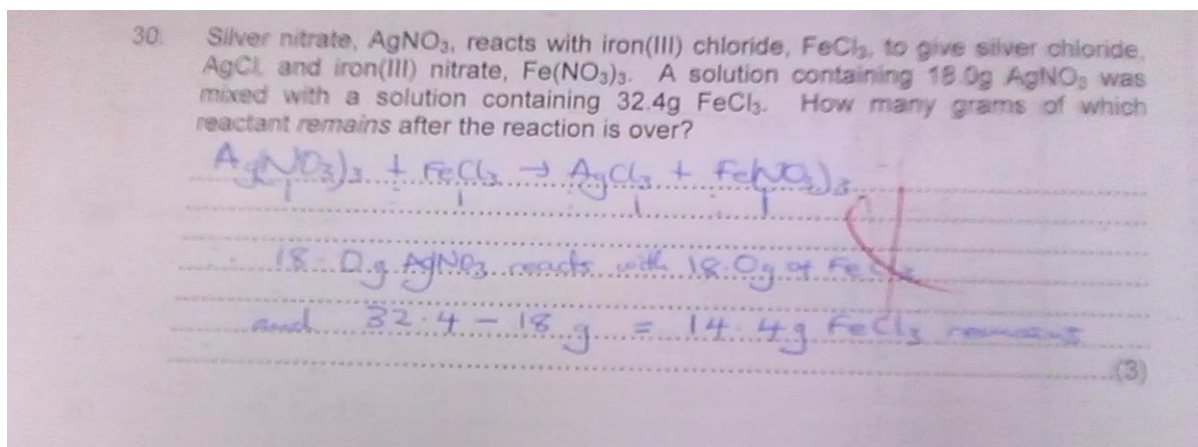 30. Silver nitrate, AgNO₃, reacts with iron(III) chloride, FeCl₃, to give silver chloride,
AgCl, and iron(III) nitrate, Fe(NO₃)₃. A solution containing 18.0g AgNO₃ was
mixed with a solution containing 32.4g FeCl₃. How many grams of which
reactant remains after the reaction is over?
Ag(NO₃)₃ + FeCl₃ → AgCl₃ + Fe(NO₃)₃
1 1 1 1
18.0g AgNO₃ reacts with 18.0g of FeCl₃
and 32.4 - 18 g = 14.4g FeCl₃ remains
(3)